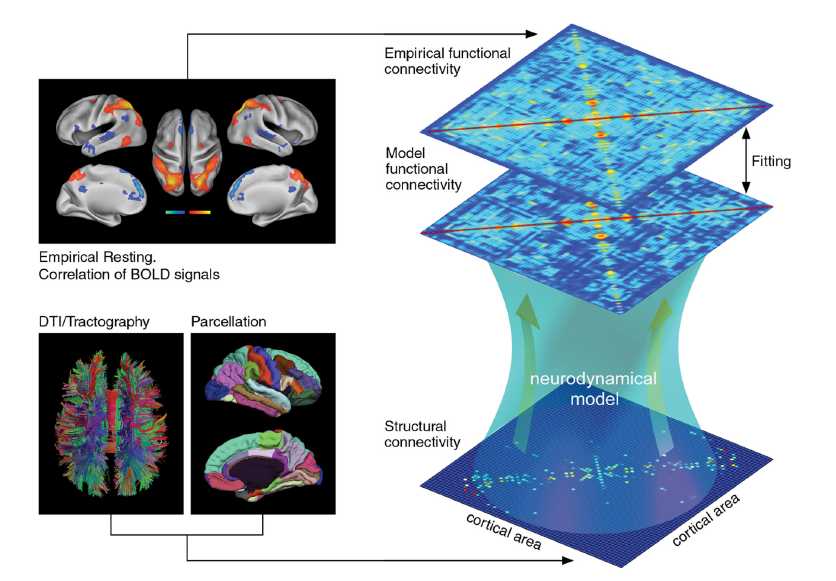 Empirical functional
connectivity
Model
functional
connectivity
Fitting
Empirical Resting.
Correlation of BOLD signals
DTI/Tractography
Parcellation
neurodynamical
model
Structural
connectivity
cortical area
cortical area